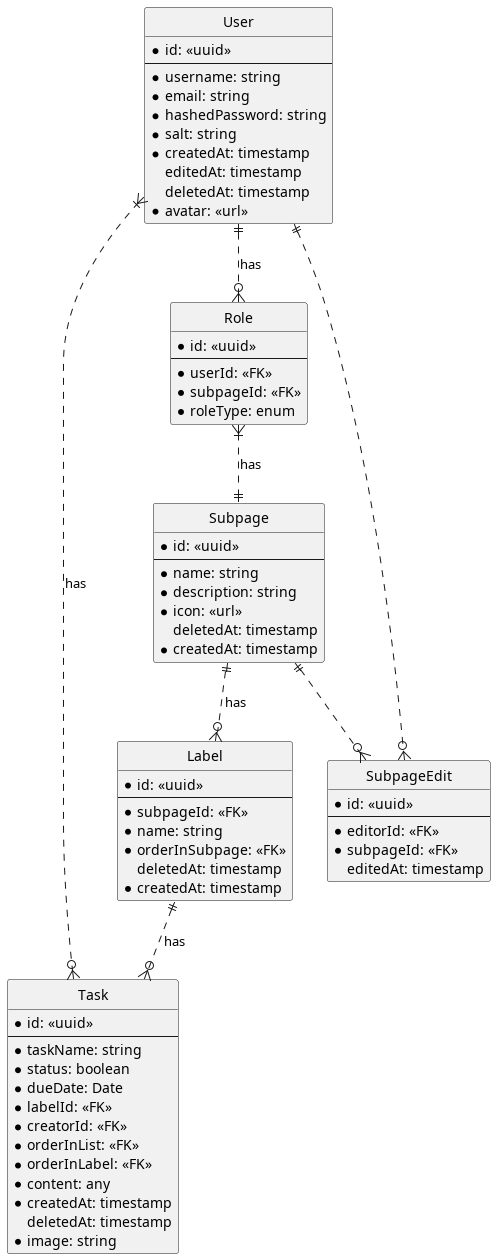 User
id: «uuid»
username: string
email: string
hashedPassword: string
salt: string
createdAt: timestamp
editedAt: timestamp
deletedAt: timestamp
avatar: «url»
has
Role
id: «uuid»
userId: «FK»
subpageId: «FK»
roleType: enum
has
Subpage
id: «uuid»
name: string
description: string
icon: «url»
deletedAt: timestamp
createdAt: timestamp
has
has
Label
id: «uuid»
subpageId: «FK»
name: string
orderInSubpage: «FK»
deletedAt: timestamp
createdAt: timestamp
SubpageEdit
id: «uuid»
editorId: «FK»
subpageId: «FK»
editedAt: timestamp
has
Task
id: «uuid»
taskName: string
status: boolean
dueDate: Date
labelId: «FK»
creatorId: «FK»
orderInList: «FK»
orderInLabel: «FK»
content: any
createdAt: timestamp
deletedAt: timestamp
image: string